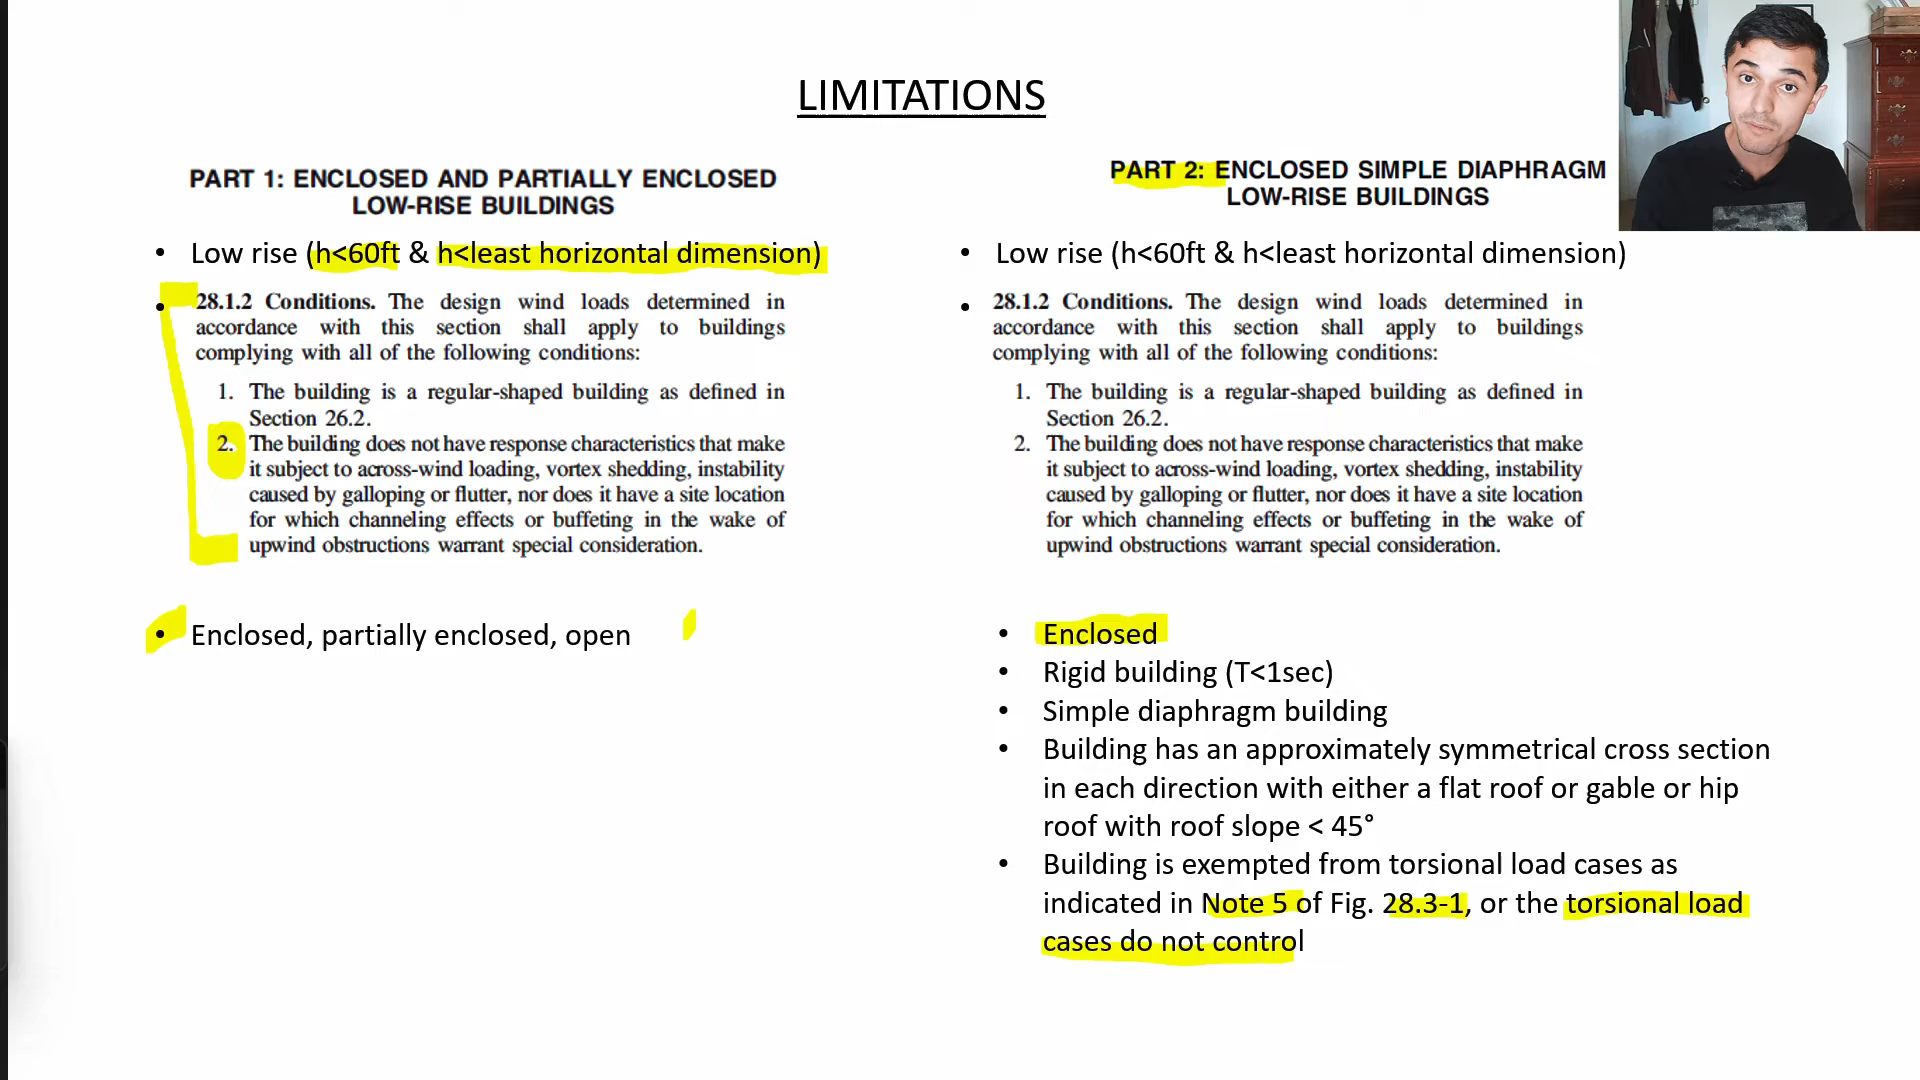 LIMITATIONS
PART 1: ENCLOSED AND PARTIALLY ENCLOSED
LOW-RISE BUILDINGS
• Low rise (h<60ft & h<least horizontal dimension)
• 28.1.2 Conditions. The design wind loads determined in
accordance with this section shall apply to buildings
complying with all of the following conditions:
1. The building is a regular-shaped building as defined in
Section 26.2.
2. The building does not have response characteristics that make
it subject to across-wind loading, vortex shedding, instability
caused by galloping or flutter, nor does it have a site location
for which channeling effects or buffeting in the wake of
upwind obstructions warrant special consideration.
• Enclosed, partially enclosed, open
PART 2: ENCLOSED SIMPLE DIAPHRAGM
LOW-RISE BUILDINGS
• Low rise (h<60ft & h<least horizontal dimension)
• 28.1.2 Conditions. The design wind loads determined in
accordance with this section shall apply to buildings
complying with all of the following conditions:
1. The building is a regular-shaped building as defined in
Section 26.2.
2. The building does not have response characteristics that make
it subject to across-wind loading, vortex shedding, instability
caused by galloping or flutter, nor does it have a site location
for which channeling effects or buffeting in the wake of
upwind obstructions warrant special consideration.
• Enclosed
• Rigid building (T<1sec)
• Simple diaphragm building
• Building has an approximately symmetrical cross section
in each direction with either a flat roof or gable or hip
roof with roof slope < 45°
• Building is exempted from torsional load cases as
indicated in Note 5 of Fig. 28.3-1, or the torsional load
cases do not control